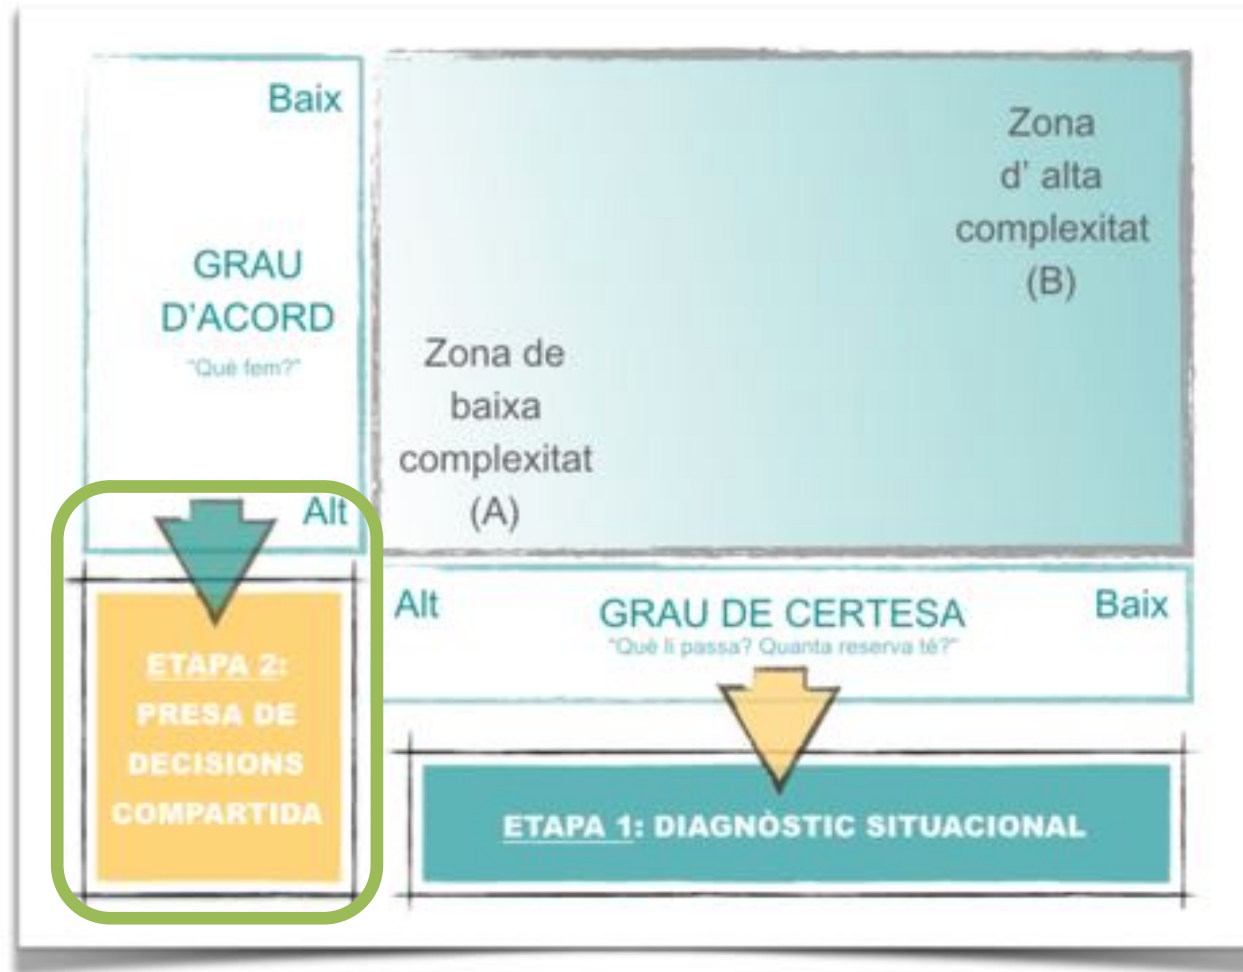 Baix
GRAU
D'ACORD
"Què fem?"
Alt
Zona
d' alta
complexitat
(B)
Zona de
baixa
complexitat
(A)
Alt
GRAU DE CERTESA
"Què li passa? Quanta reserva té?"
Baix
ETAPA 2:
PRESA DE
DECISIONS
COMPARTIDA
ETAPA 1: DIAGNÒSTIC SITUACIONAL